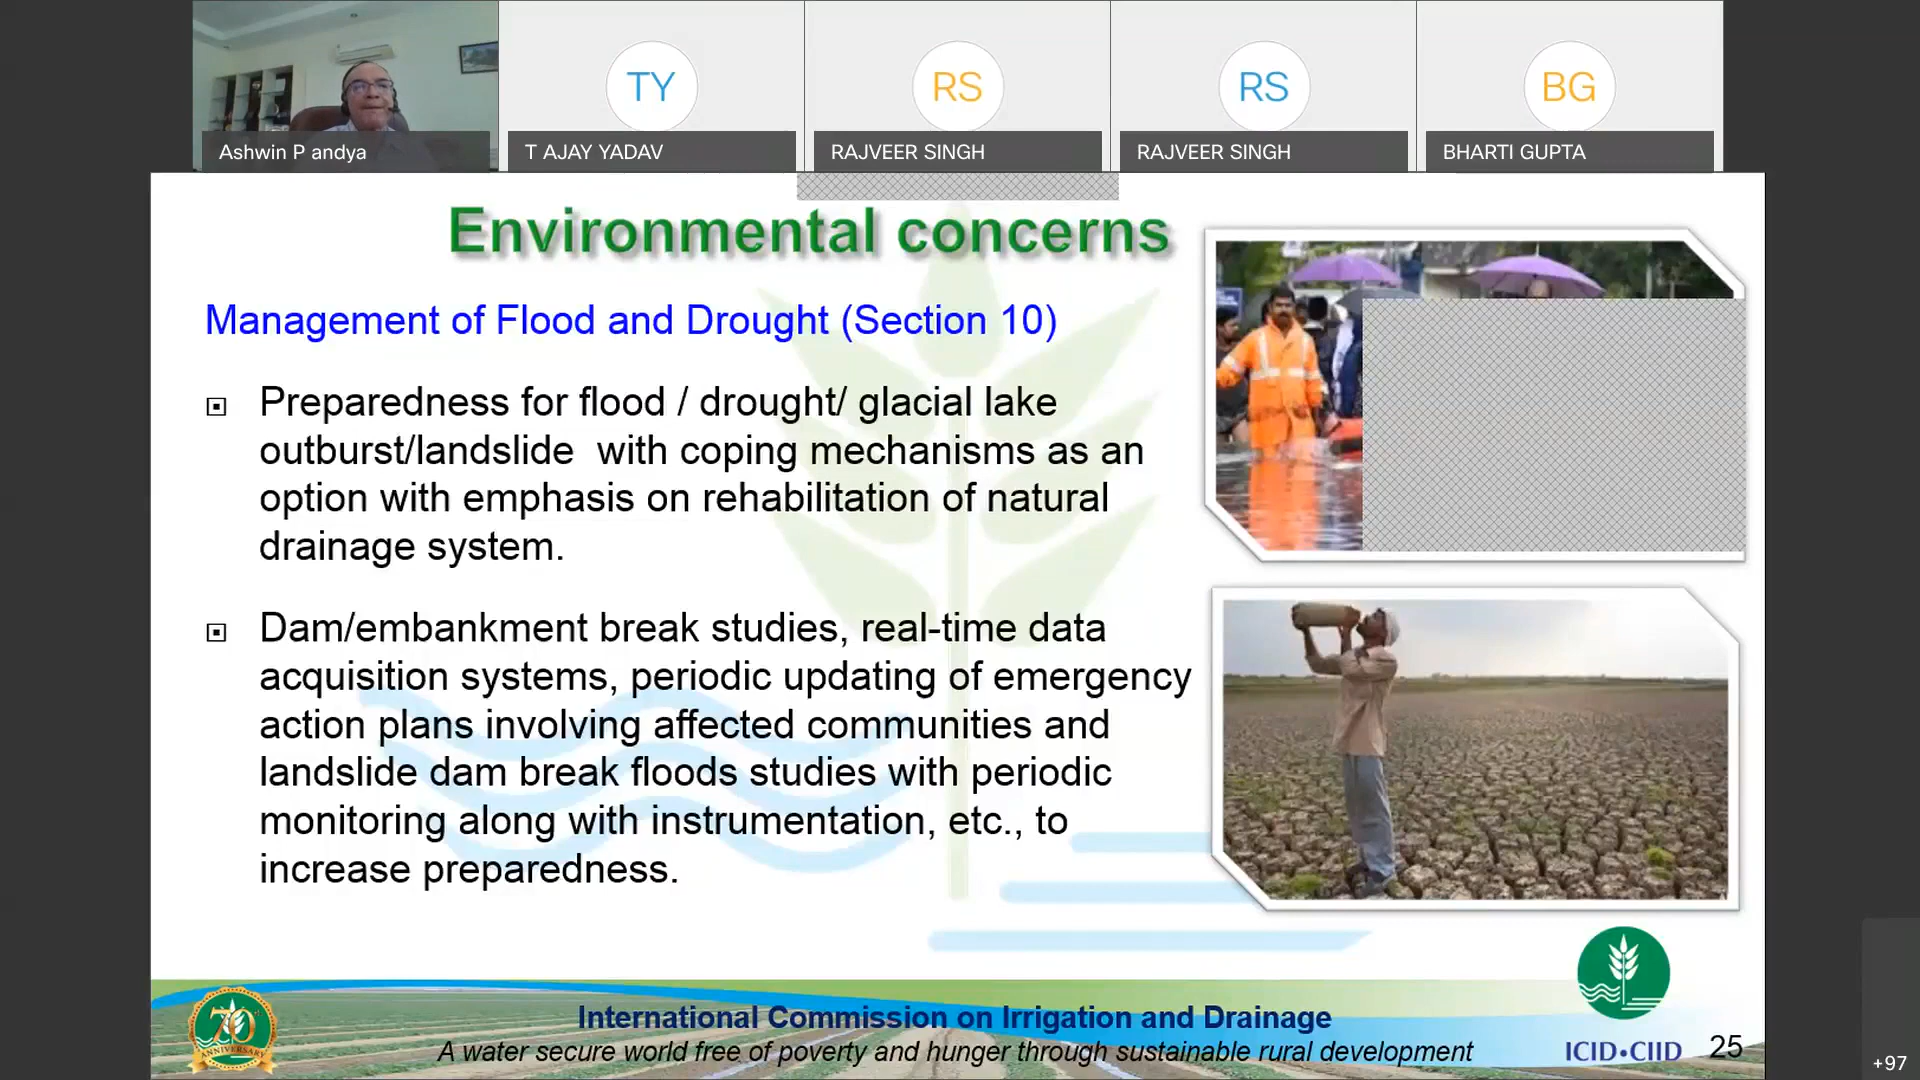 TY
RS
RS
BG
Ashwin P andya
T AJAY YADAV
RAJVEER SINGH
RAJVEER SINGH
BHARTI GUPTA
Environmental concerns
Management of Flood and Drought (Section 10)
Preparedness for flood / drought/ glacial lake
outburst/landslide with coping mechanisms as an
option with emphasis on rehabilitation of natural
drainage system.
Dam/embankment break studies, real-time data
acquisition systems, periodic updating of emergency
action plans involving affected communities and
landslide dam break floods studies with periodic
monitoring along with instrumentation, etc., to
increase preparedness.
70
ANNIVERSARY
International Commission on Irrigation and Drainage
A water secure world free of poverty and hunger through sustainable rural development
ICID•CIID
25
+97